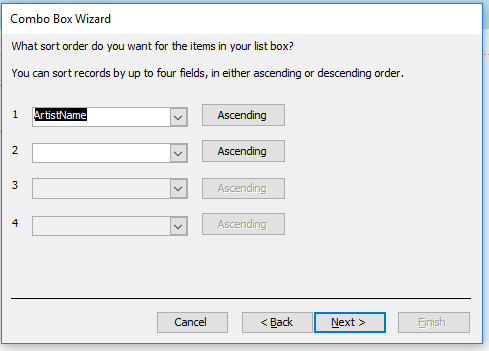 Combo Box Wizard
What sort order do you want for the items in your list box?
You can sort records by up to four fields, in either ascending or descending order.
1 ArtistName Ascending
2 Ascending
3 Ascending
4 Ascending
Cancel < Back Next > Finish